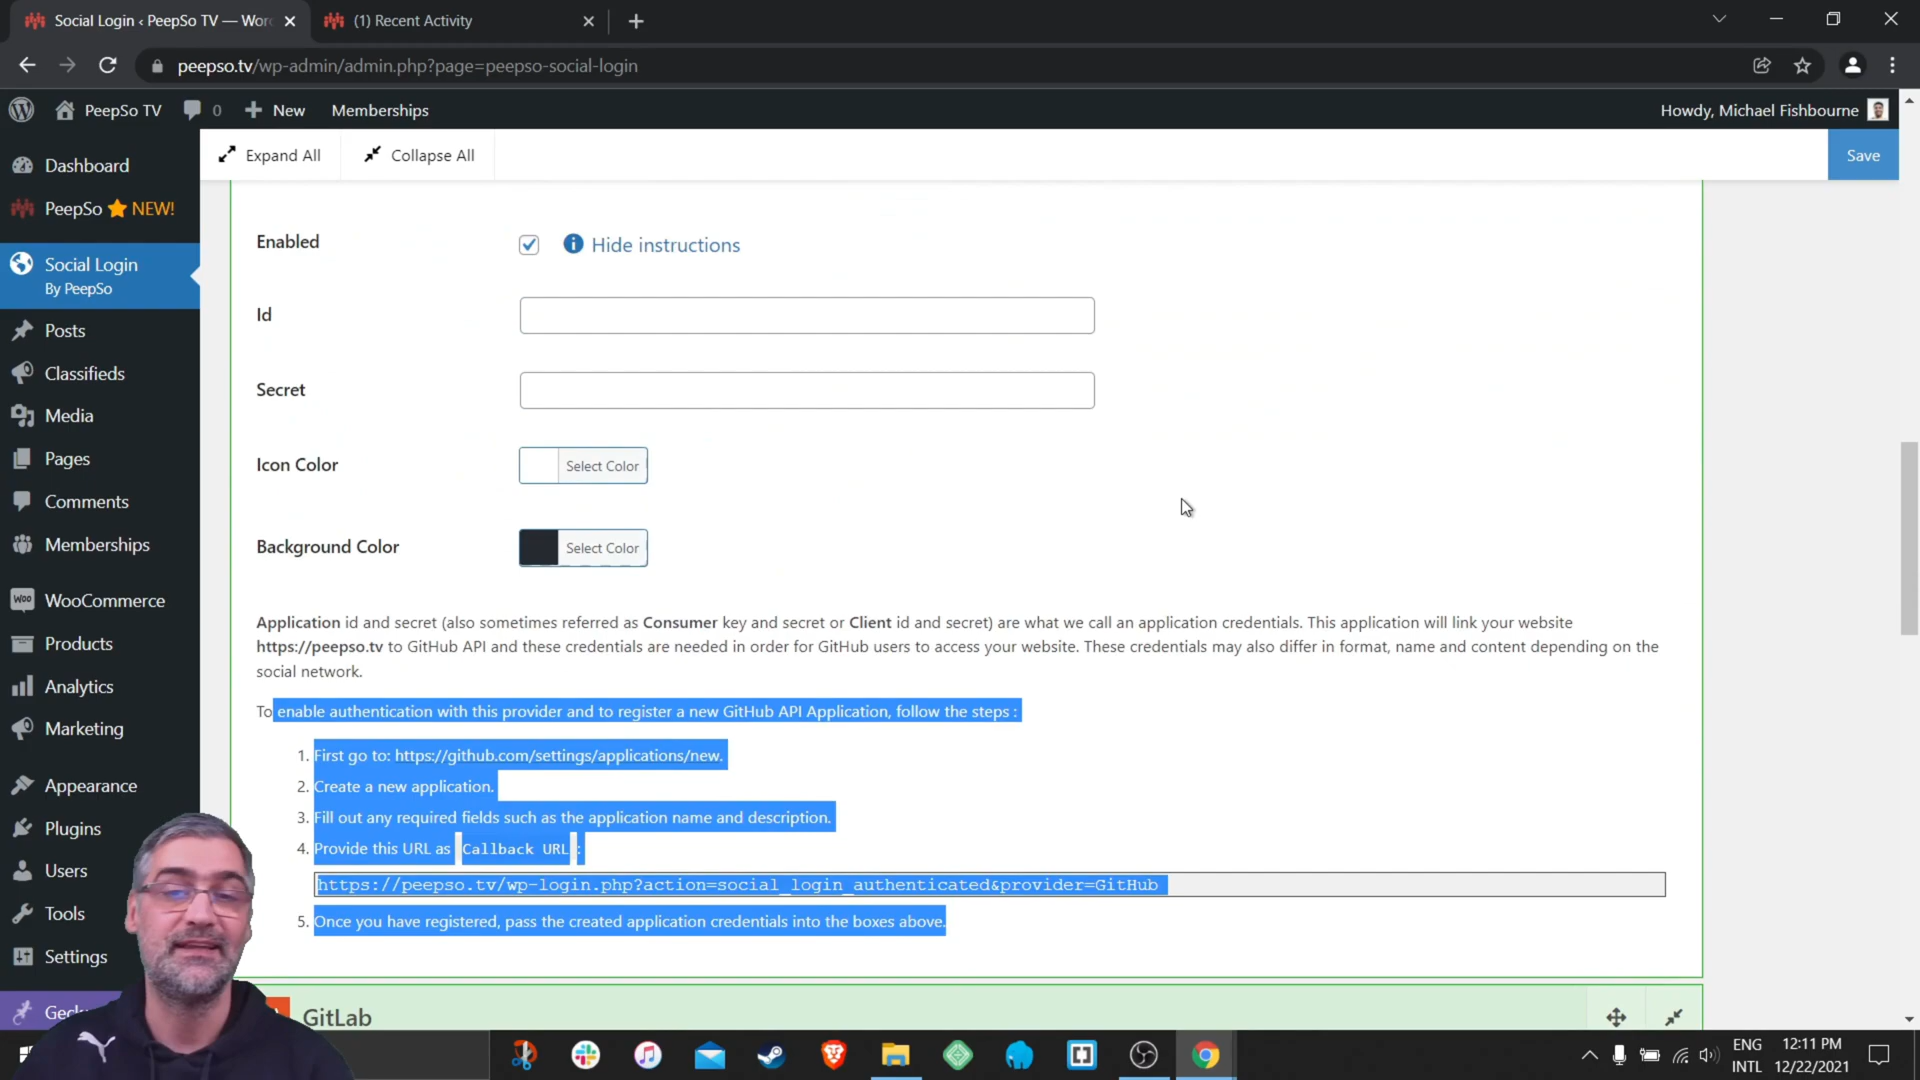 Social Login ‹ PeepSo TV — Wor
(1) Recent Activity
peepso.tv/wp-admin/admin.php?page=peepso-social-login
PeepSo TV
0
New
Memberships
Howdy, Michael Fishbourne
Expand All
Collapse All
Save
Dashboard
PeepSo NEW!
Social Login
By PeepSo
Posts
Classifieds
Media
Pages
Comments
Memberships
WooCommerce
Products
Analytics
Marketing
Appearance
Plugins
Users
Tools
Settings
Enabled
Hide instructions
Id
Secret
Icon Color
Select Color
Background Color
Select Color
Application id and secret (also sometimes referred as Consumer key and secret or Client id and secret) are what we call an application credentials. This application will link your website
https://peepso.tv to GitHub API and these credentials are needed in order for GitHub users to access your website. These credentials may also differ in format, name and content depending on the
social network.
To enable authentication with this provider and to register a new GitHub API Application, follow the steps :
1. First go to: https://github.com/settings/applications/new.
2. Create a new application.
3. Fill out any required fields such as the application name and description.
4. Provide this URL as Callback URL :
https://peepso.tv/wp-login.php?action=social_login_authenticated&provider=GitHub
5. Once you have registered, pass the created application credentials into the boxes above.
GitLab
ENG
INTL
12:11 PM
12/22/2021